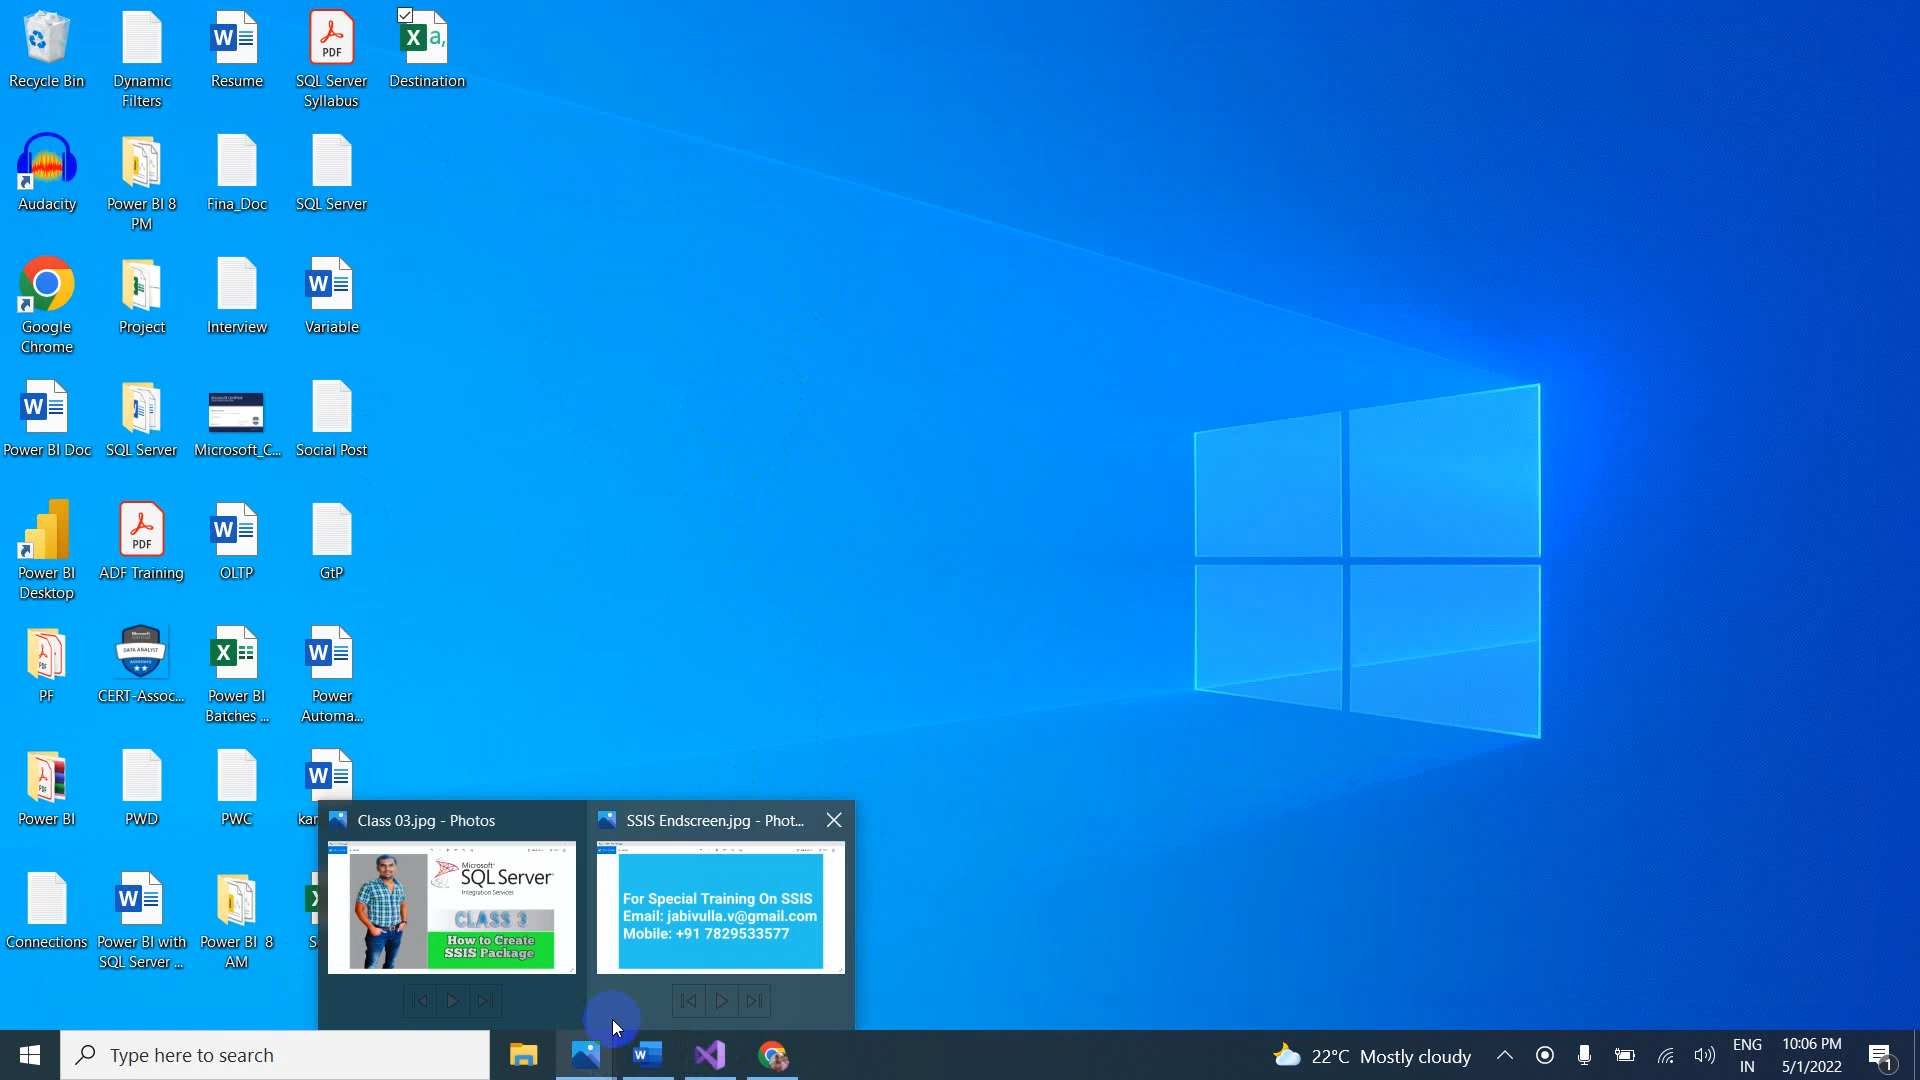 Recycle Bin
Dynamic
Filters
Resume
SQL Server
Syllabus
Destination
Audacity
Power BI 8
PM
Fina_Doc
SQL Server
Google
Chrome
Project
Interview
Variable
Power BI Doc
SQL Server
Microsoft_C...
Social Post
Power BI
Desktop
ADF Training
OLTP
GtP
PF
CERT-Assoc...
Power BI
Batches ...
Power
Automa...
Power BI
PWD
PWC
kar
Connections
Power BI with
SQL Server ...
Power BI 8
AM
S
Class 03.jpg - Photos
SSIS Endscreen.jpg - Phot...
Microsoft
SQL Server
Integration Services
CLASS 3
How to Create
SSIS Package
For Special Training On SSIS
Email: jabivulla.v@gmail.com
Mobile: +91 7829533577
Type here to search
22°C Mostly cloudy
ENG
IN
10:06 PM
5/1/2022
1